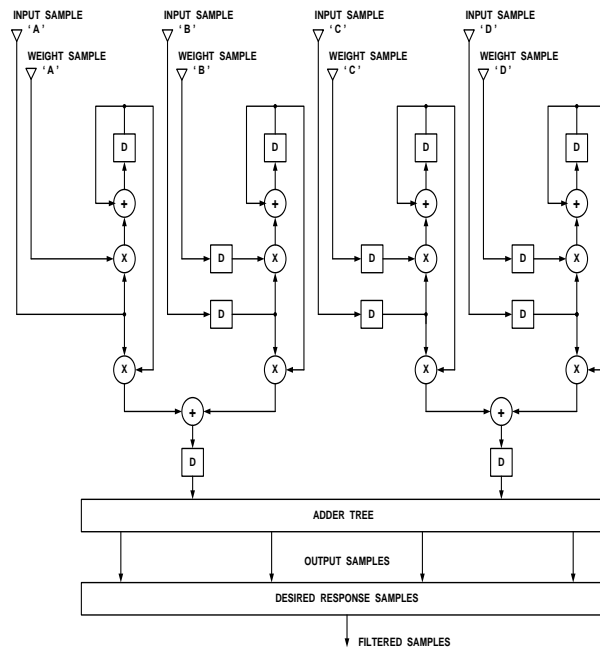 INPUT SAMPLE INPUT SAMPLE INPUT SAMPLE INPUT SAMPLE
'A' 'B' 'C' 'D'
WEIGHT SAMPLE WEIGHT SAMPLE WEIGHT SAMPLE WEIGHT SAMPLE
'A' 'B' 'C' 'D'
D D D D
+ + + +
X D X D X D X
D D D
X X X X
+ +
D D
ADDER TREE
OUTPUT SAMPLES
DESIRED RESPONSE SAMPLES
FILTERED SAMPLES